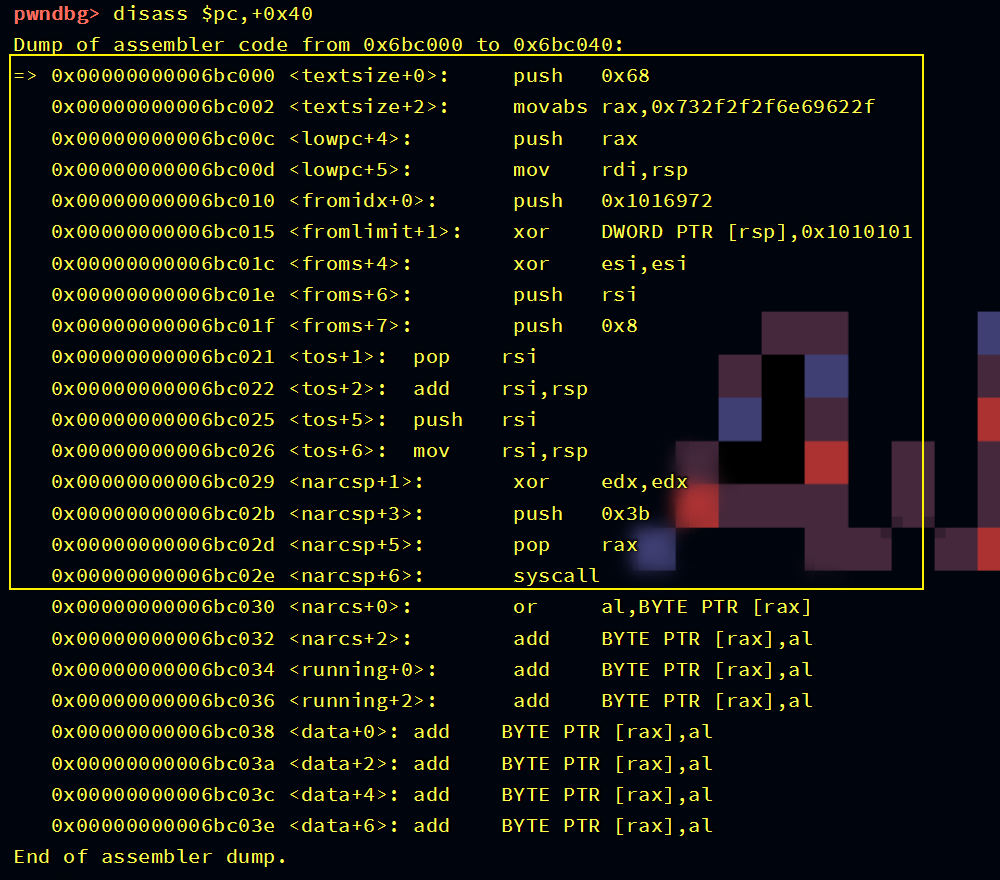 pwndbg> disass $pc,+0x40
Dump of assembler code from 0x6bc000 to 0x6bc040:
=> 0x00000000006bc000 <textsize+0>:     push   0x68
   0x00000000006bc002 <textsize+2>:     movabs rax,0x732f2f2f6e69622f
   0x00000000006bc00c <lowpc+4>:        push   rax
   0x00000000006bc00d <lowpc+5>:        mov    rdi,rsp
   0x00000000006bc010 <fromidx+0>:      push   0x1016972
   0x00000000006bc015 <fromlimit+1>:    xor    DWORD PTR [rsp],0x1010101
   0x00000000006bc01c <froms+4>:        xor    esi,esi
   0x00000000006bc01e <froms+6>:        push   rsi
   0x00000000006bc01f <froms+7>:        push   0x8
   0x00000000006bc021 <tos+1>:  pop    rsi
   0x00000000006bc022 <tos+2>:  add    rsi,rsp
   0x00000000006bc025 <tos+5>:  push   rsi
   0x00000000006bc026 <tos+6>:  mov    rsi,rsp
   0x00000000006bc029 <narcsp+1>:       xor    edx,edx
   0x00000000006bc02b <narcsp+3>:       push   0x3b
   0x00000000006bc02d <narcsp+5>:       pop    rax
   0x00000000006bc02e <narcsp+6>:       syscall
   0x00000000006bc030 <narcs+0>:        or     al,BYTE PTR [rax]
   0x00000000006bc032 <narcs+2>:        add    BYTE PTR [rax],al
   0x00000000006bc034 <running+0>:      add    BYTE PTR [rax],al
   0x00000000006bc036 <running+2>:      add    BYTE PTR [rax],al
   0x00000000006bc038 <data+0>: add    BYTE PTR [rax],al
   0x00000000006bc03a <data+2>: add    BYTE PTR [rax],al
   0x00000000006bc03c <data+4>: add    BYTE PTR [rax],al
   0x00000000006bc03e <data+6>: add    BYTE PTR [rax],al
End of assembler dump.